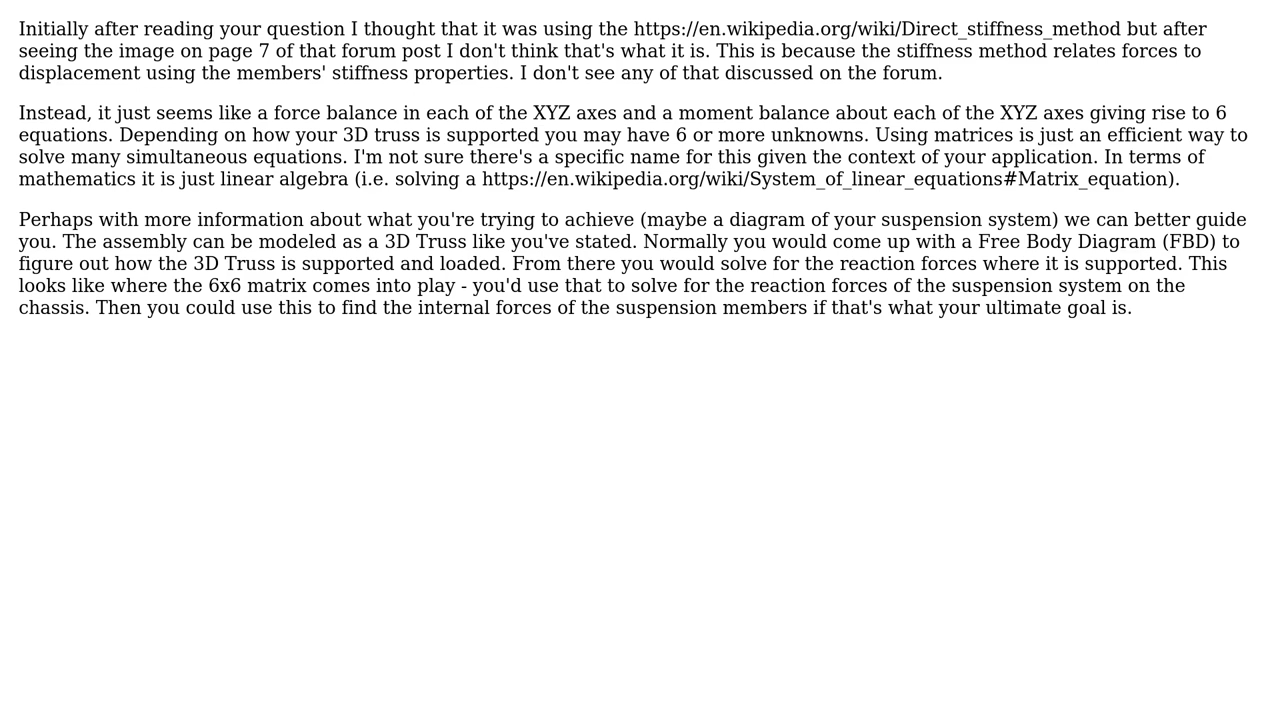 Initially after reading your question I thought that it was using the https://en.wikipedia.org/wiki/Direct_stiffness_method but after
seeing the image on page 7 of that forum post I don't think that's what it is. This is because the stiffness method relates forces to
displacement using the members' stiffness properties. I don't see any of that discussed on the forum.
Instead, it just seems like a force balance in each of the XYZ axes and a moment balance about each of the XYZ axes giving rise to 6
equations. Depending on how your 3D truss is supported you may have 6 or more unknowns. Using matrices is just an efficient way to
solve many simultaneous equations. I'm not sure there's a specific name for this given the context of your application. In terms of
mathematics it is just linear algebra (i.e. solving a https://en.wikipedia.org/wiki/System_of_linear_equations#Matrix_equation).
Perhaps with more information about what you're trying to achieve (maybe a diagram of your suspension system) we can better guide
you. The assembly can be modeled as a 3D Truss like you've stated. Normally you would come up with a Free Body Diagram (FBD) to
figure out how the 3D Truss is supported and loaded. From there you would solve for the reaction forces where it is supported. This
looks like where the 6x6 matrix comes into play - you'd use that to solve for the reaction forces of the suspension system on the
chassis. Then you could use this to find the internal forces of the suspension members if that's what your ultimate goal is.